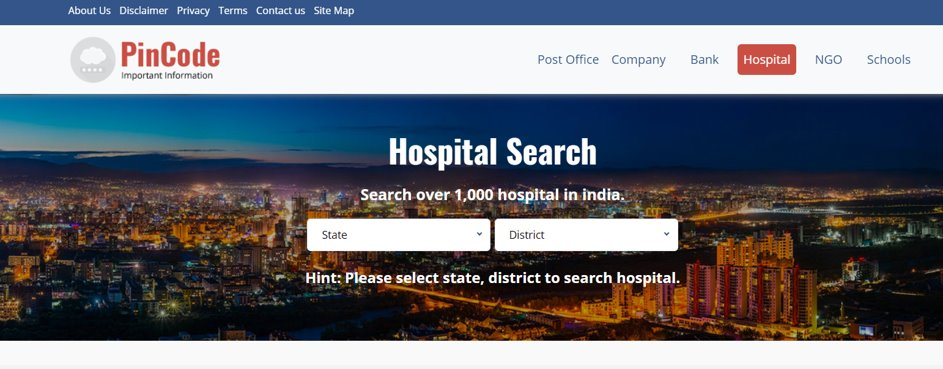 About Us Disclaimer Privacy Terms Contact us Site Map
PinCode
Important Information
Post Office Company Bank Hospital NGO Schools
Hospital Search
Search over 1,000 hospital in india.
State District
Hint: Please select state, district to search hospital.